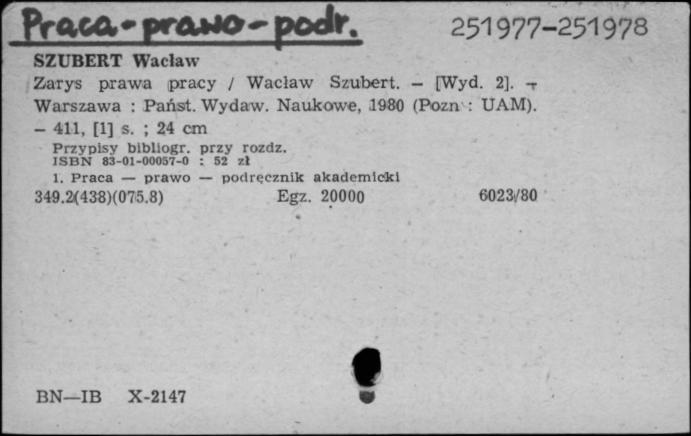 Praca-prawo-podr.
251977-251978
SZUBERT Wacław
Zarys prawa pracy / Wacław Szubert. — [Wyd. 2]. —
Warszawa : Państ. Wydaw. Naukowe, 1980 (Pozn : UAM).
— 411, [1] s. ; 24 cm
Przypisy bibliogr. przy rozdz.
ISBN 83-01-00057-0 : 52 zł
1. Praca — prawo — podręcznik akademicki
349.2(438)(075.8) Egz. 20000 6023/80
BN—IB X-2147